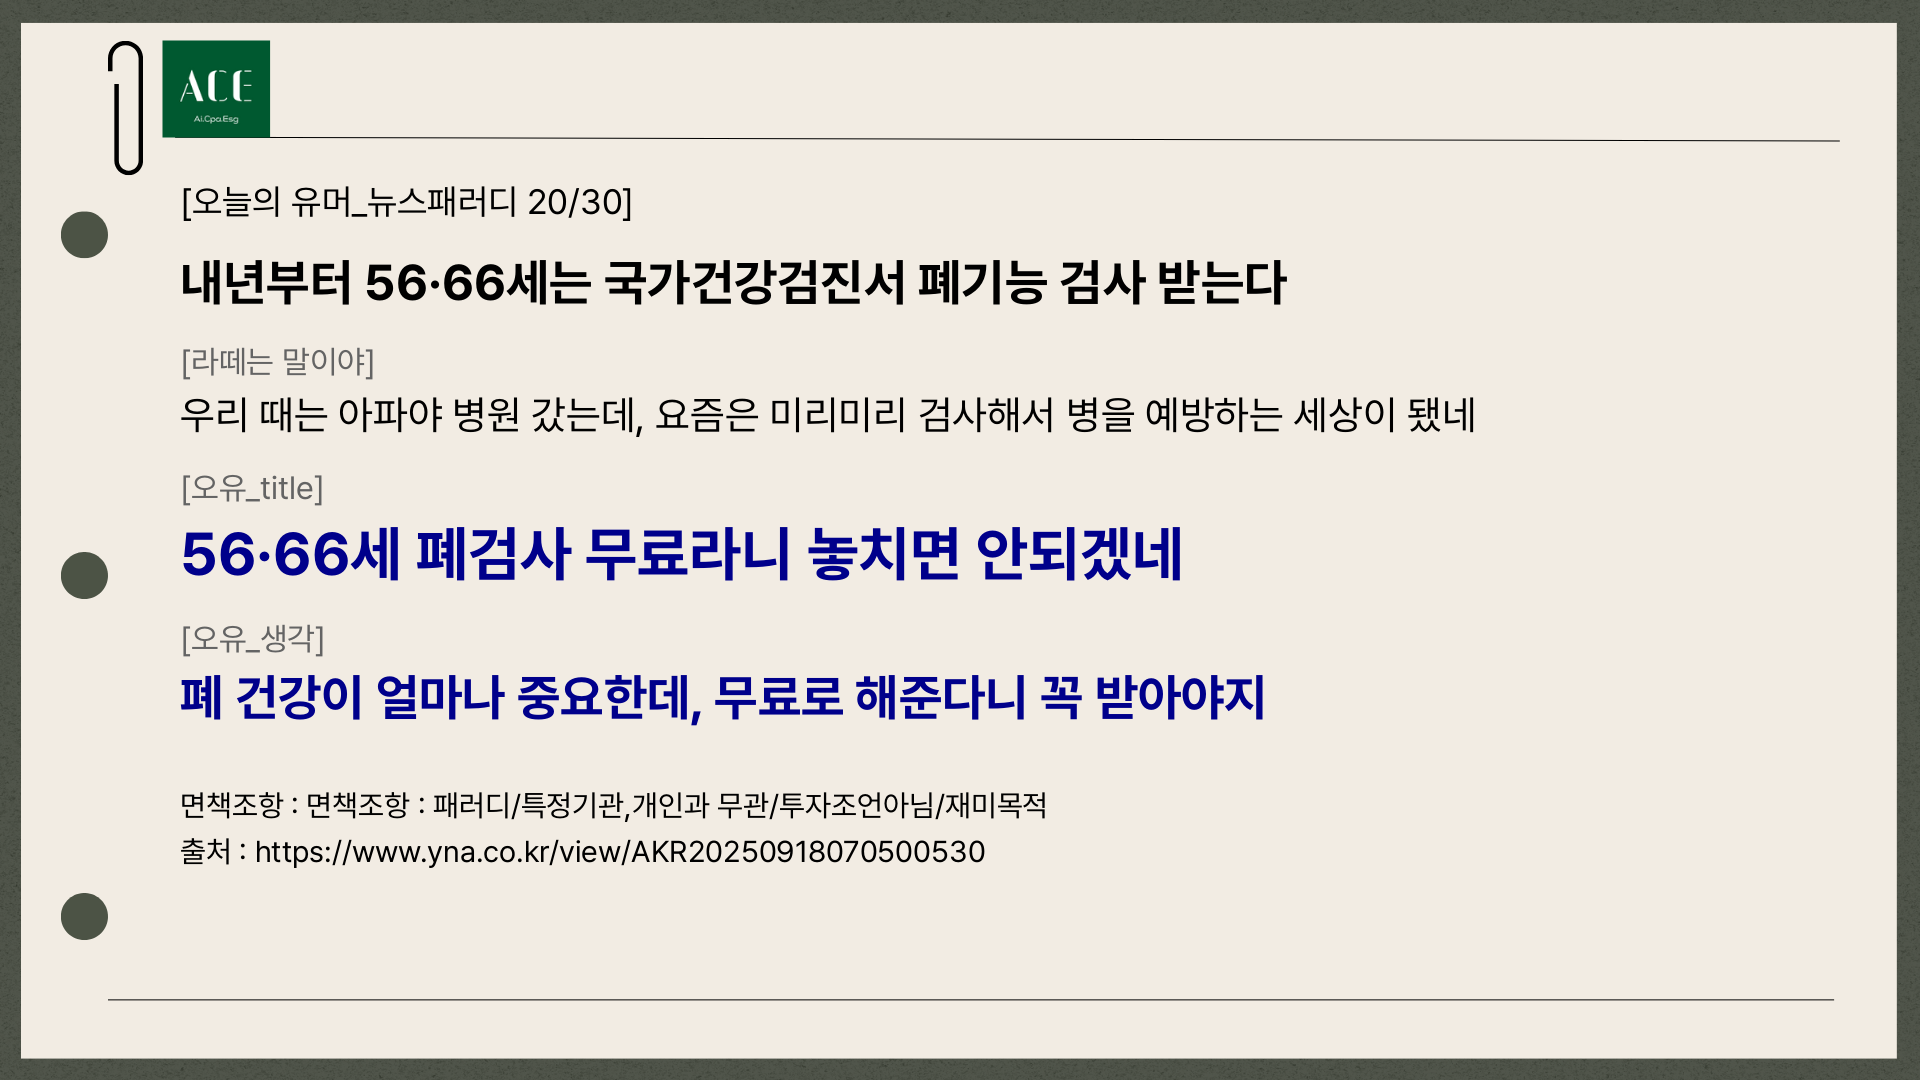 ACE
Ai.Cpa.Esg
[오늘의 유머_뉴스패러디 20/30]
내년부터 56·66세는 국가건강검진서 폐기능 검사 받는다
[라떼는 말이야]
우리 때는 아파야 병원 갔는데, 요즘은 미리미리 검사해서 병을 예방하는 세상이 됐네
[오유_title]
56·66세 폐검사 무료라니 놓치면 안되겠네
[오유_생각]
폐 건강이 얼마나 중요한데, 무료로 해준다니 꼭 받아야지
면책조항 : 면책조항 : 패러디/특정기관,개인과 무관/투자조언아님/재미목적
출처 : https://www.yna.co.kr/view/AKR20250918070500530